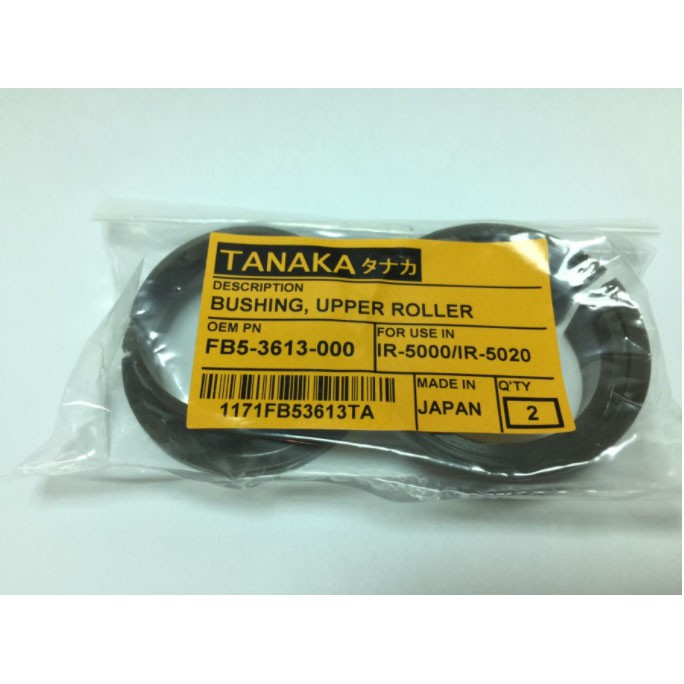 TANAKA タナカ
DESCRIPTION
BUSHING, UPPER ROLLER
OEM PN
FB5-3613-000
FOR USE IN
IR-5000/IR-5020
1171FB53613TA
MADE IN
JAPAN
Q'TY
2